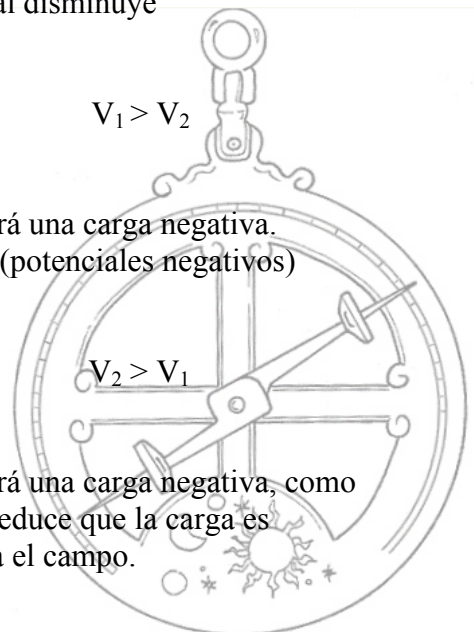 al disminuye
V₁ > V₂
rá una carga negativa.
(potenciales negativos)
V₂ > V₁
rá una carga negativa, como
educe que la carga es
a el campo.